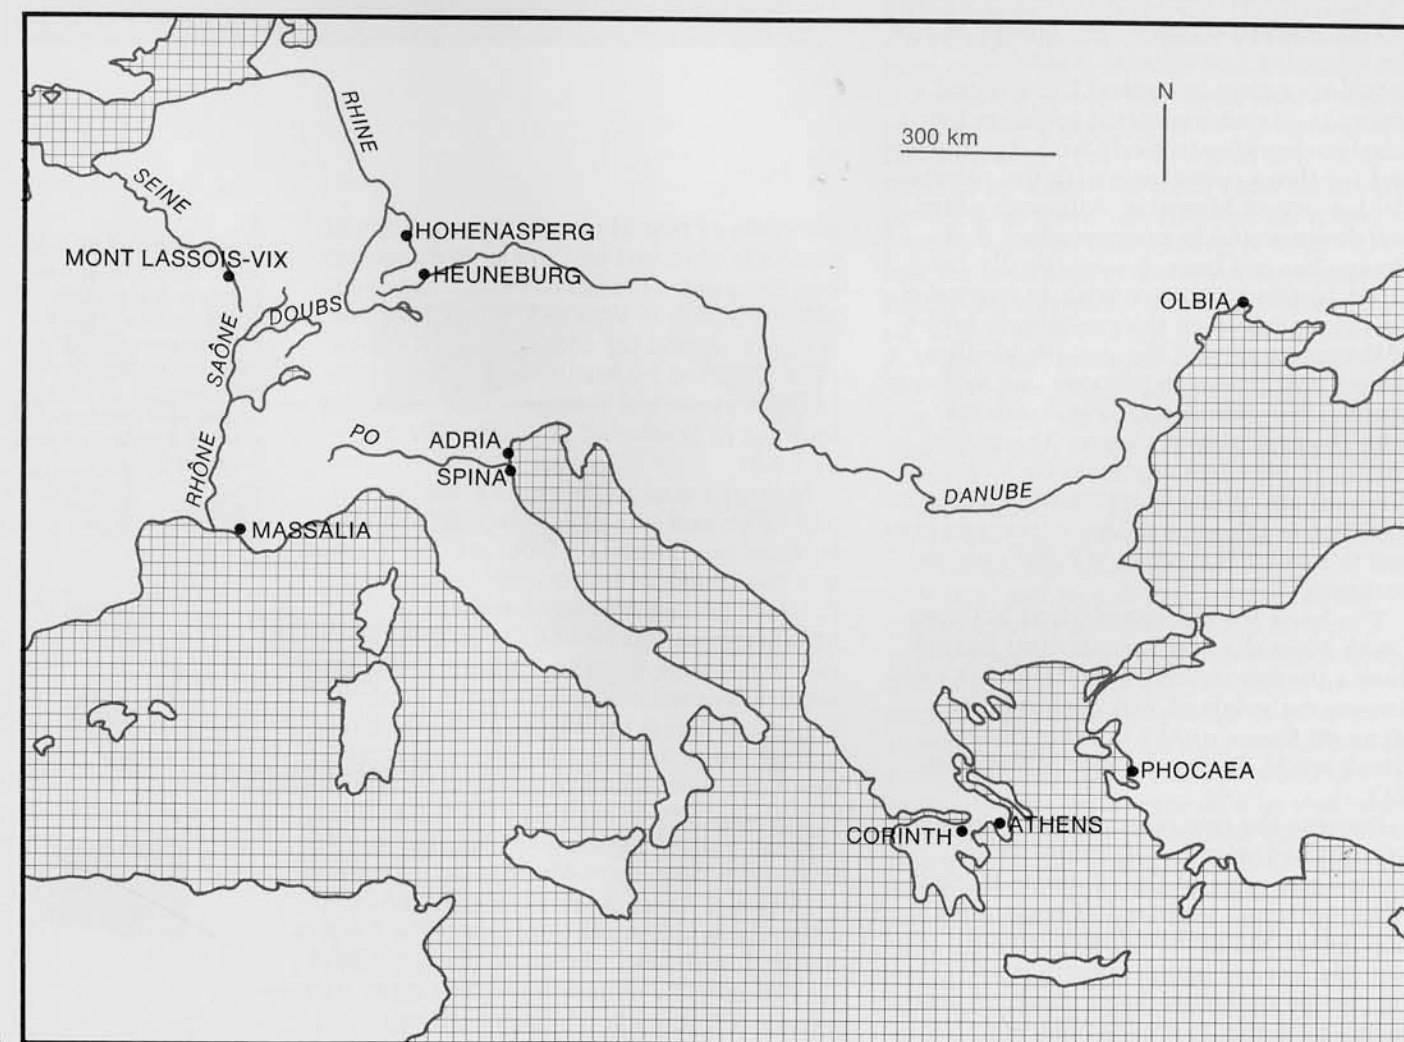 RHINE
N
300 km
SEINE
HOHENASPERG
MONT LASSOIS-VIX
HEUNEBURG
DOUBS
OLBIA
SAÔNE
PO
ADRIA
RHÔNE
SPINA
DANUBE
MASSALIA
PHOCAEA
CORINTH
ATHENS